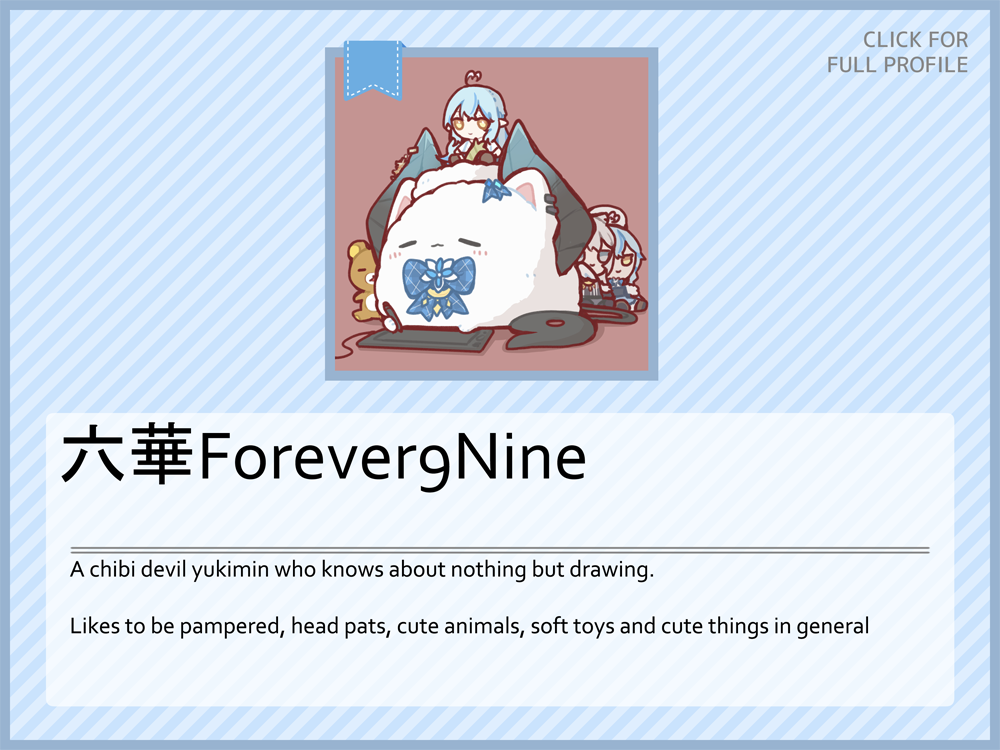 CLICK FOR
FULL PROFILE
六華Forever9Nine
A chibi devil yukimin who knows about nothing but drawing.
Likes to be pampered, head pats, cute animals, soft toys and cute things in general